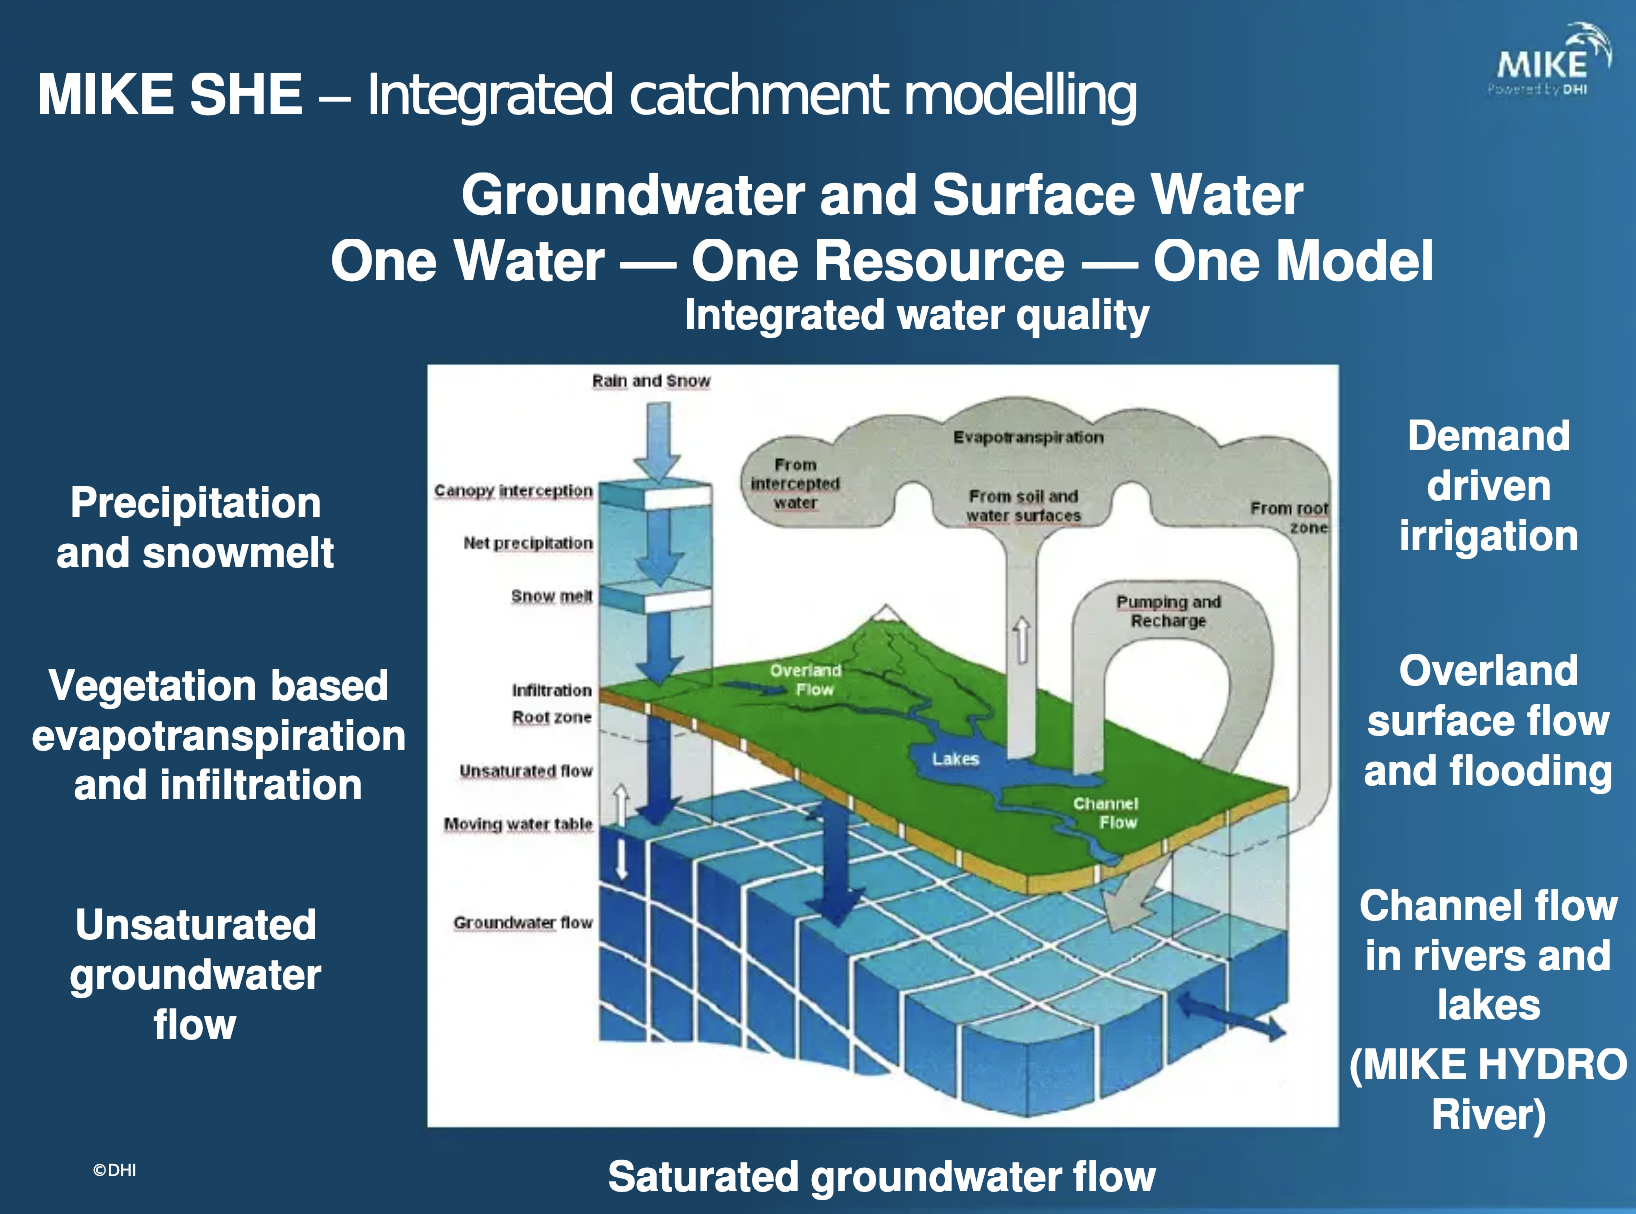 MIKE SHE – Integrated catchment modelling
MIKE
Powered by DHI
Groundwater and Surface Water
One Water — One Resource — One Model
Integrated water quality
Precipitation
and snowmelt
Vegetation based
evapotranspiration
and infiltration
Unsaturated
groundwater
flow
Rain and Snow
Canopy interception
Net precipitation
Snow melt
Infiltration
Root zone
Unsaturated flow
Moving water table
Groundwater flow
Evapotranspiration
From
intercepted
water
From soil and
water surfaces
From root
zone
Pumping and
Recharge
Overland
Flow
Lakes
Channel
Flow
Demand
driven
irrigation
Overland
surface flow
and flooding
Channel flow
in rivers and
lakes
(MIKE HYDRO
River)
Saturated groundwater flow
©DHI